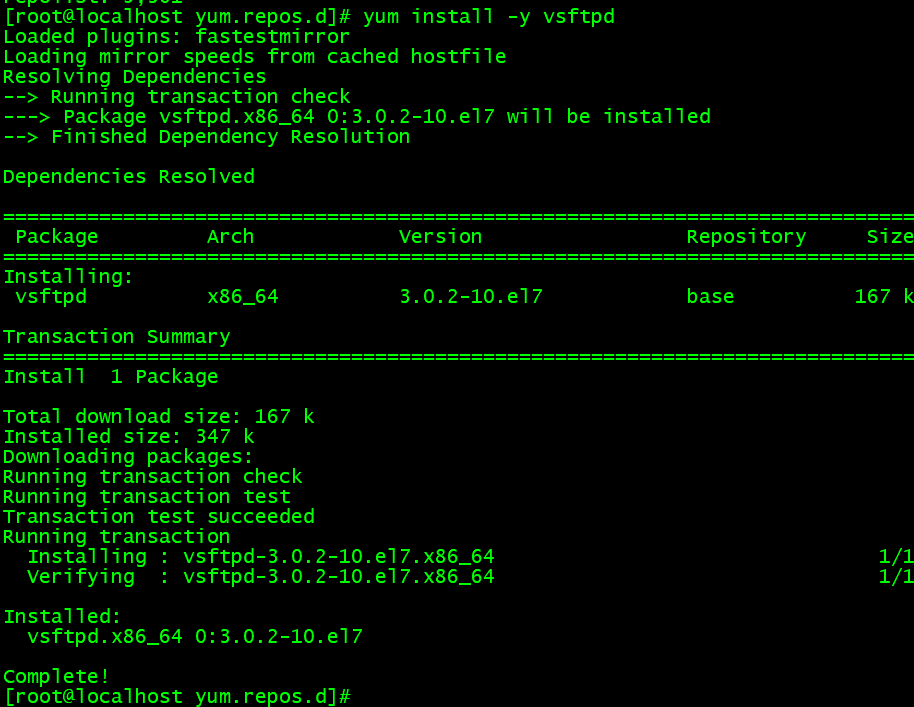 [root@localhost yum.repos.d]# yum install -y vsftpd
Loaded plugins: fastestmirror
Loading mirror speeds from cached hostfile
Resolving Dependencies
--> Running transaction check
---> Package vsftpd.x86_64 0:3.0.2-10.el7 will be installed
--> Finished Dependency Resolution
Dependencies Resolved
============================================================================
Package Arch Version Repository Size
============================================================================
Installing:
vsftpd x86_64 3.0.2-10.el7 base 167 k
Transaction Summary
============================================================================
Install 1 Package
Total download size: 167 k
Installed size: 347 k
Downloading packages:
Running transaction check
Running transaction test
Transaction test succeeded
Running transaction
Installing : vsftpd-3.0.2-10.el7.x86_64 1/1
Verifying : vsftpd-3.0.2-10.el7.x86_64 1/1
Installed:
vsftpd.x86_64 0:3.0.2-10.el7
Complete!
[root@localhost yum.repos.d]#